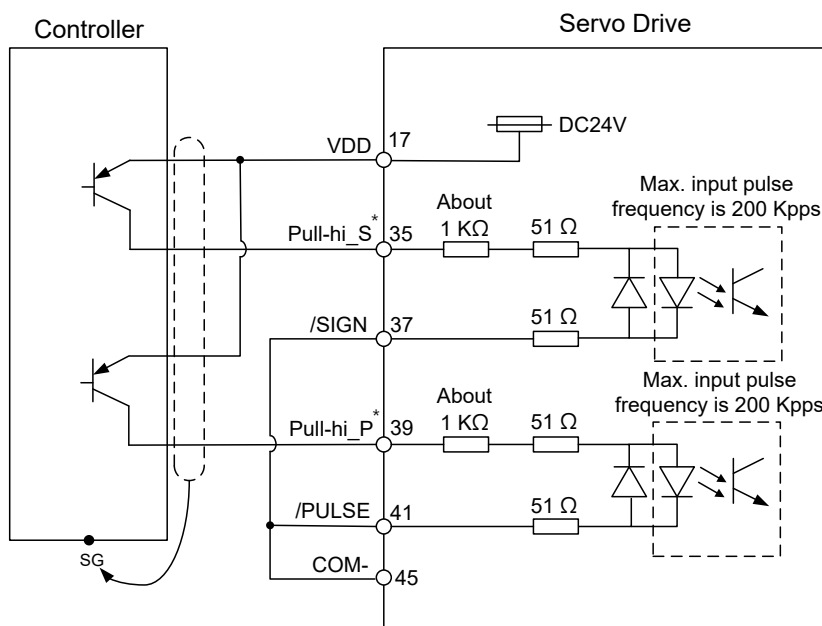 Controller
Servo Drive
VDD
17
DC24V
Max. input pulse
frequency is 200 Kpps
Pull-hi_S*
35
About
1 KΩ
51 Ω
/SIGN
37
51 Ω
Max. input pulse
frequency is 200 Kpps
Pull-hi_P*
39
About
1 KΩ
51 Ω
/PULSE
41
51 Ω
COM-
45
SG